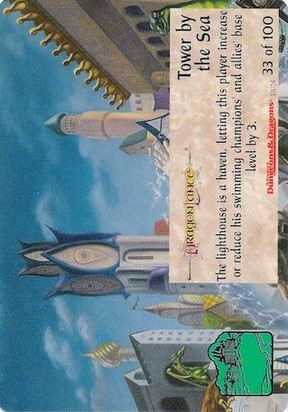 Tower by
the Sea
DragonLance
The lighthouse is a haven, letting this player increase
or reduce his swimming champions' and allies' base
level by 3.
Dungeons & Dragons
33 of 100